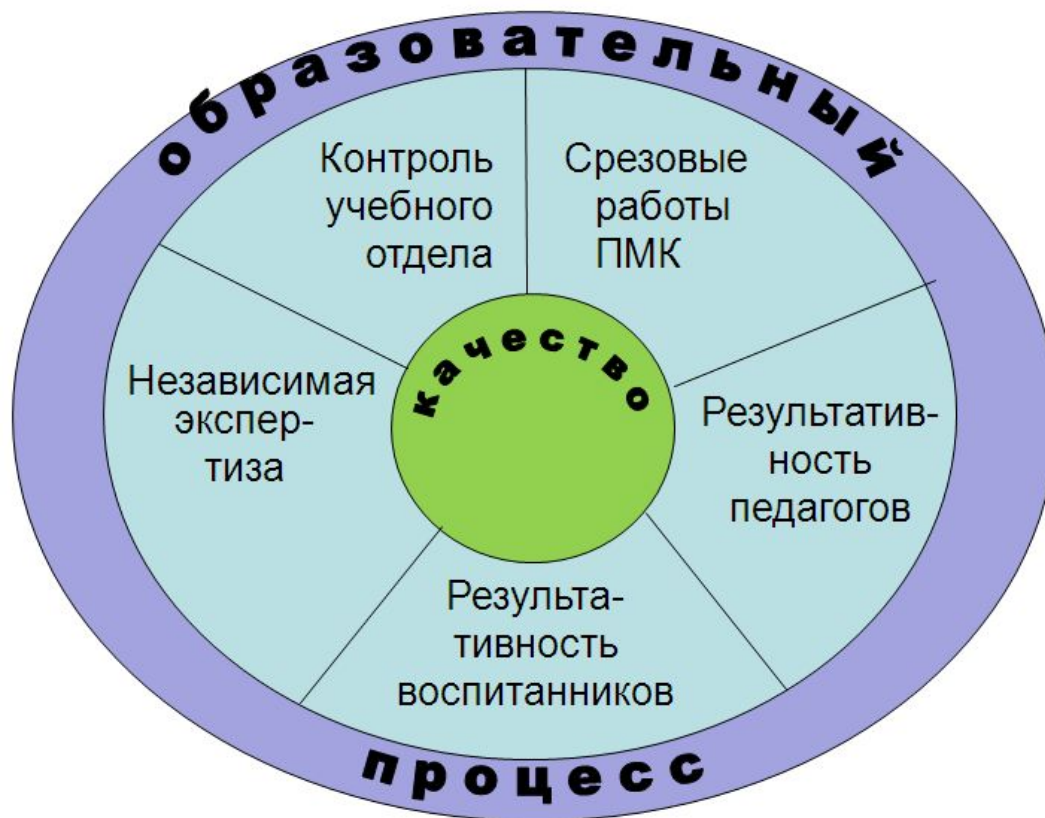 образовательный
Контроль
учебного
отдела
Срезовые
работы
ПМК
качество
Независимая
экспер-
тиза
Результатив-
ность
педагогов
Результа-
тивность
воспитанников
процесс